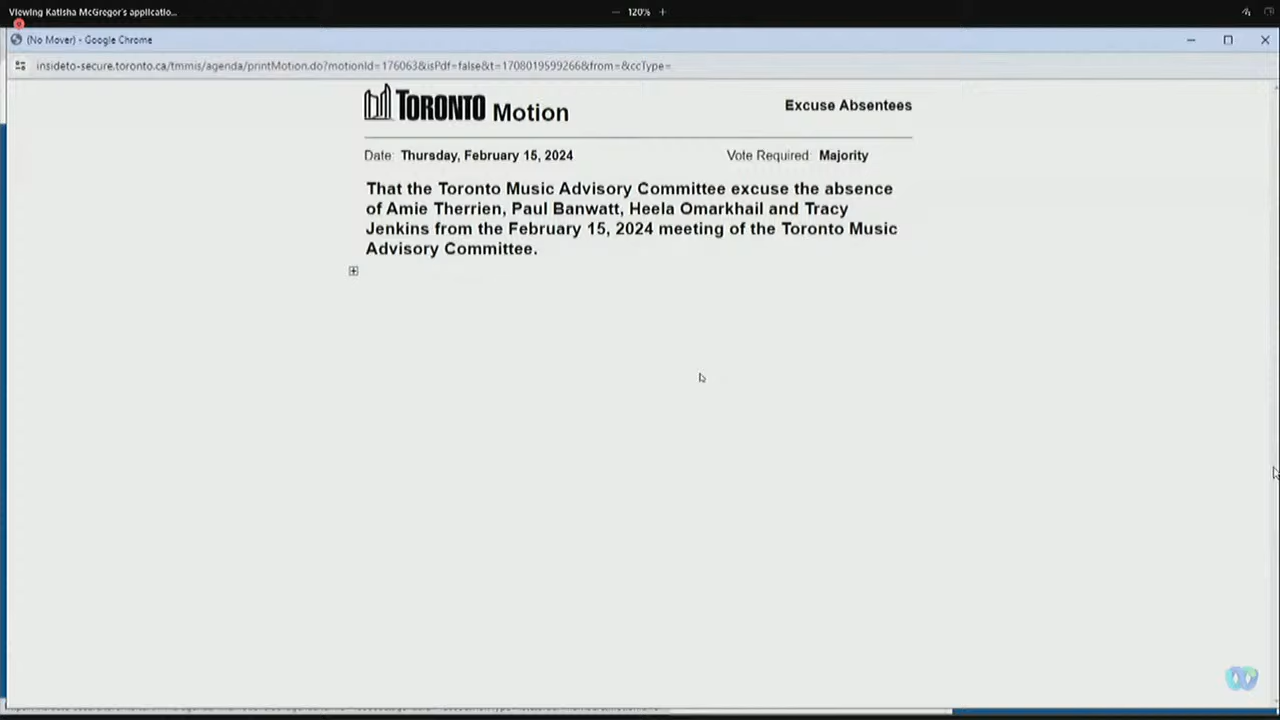 Viewing Katisha McGregor's applicatio...
120%
(No Mover) - Google Chrome
insideto-secure.toronto.ca/tmmis/agenda/printMotion.do?motionId=176063&isPdf=false&t=1708019599266&from=&ccType=
TORONTO Motion
Excuse Absentees
Date: Thursday, February 15, 2024
Vote Required: Majority
That the Toronto Music Advisory Committee excuse the absence
of Amie Therrien, Paul Banwatt, Heela Omarkhail and Tracy
Jenkins from the February 15, 2024 meeting of the Toronto Music
Advisory Committee.